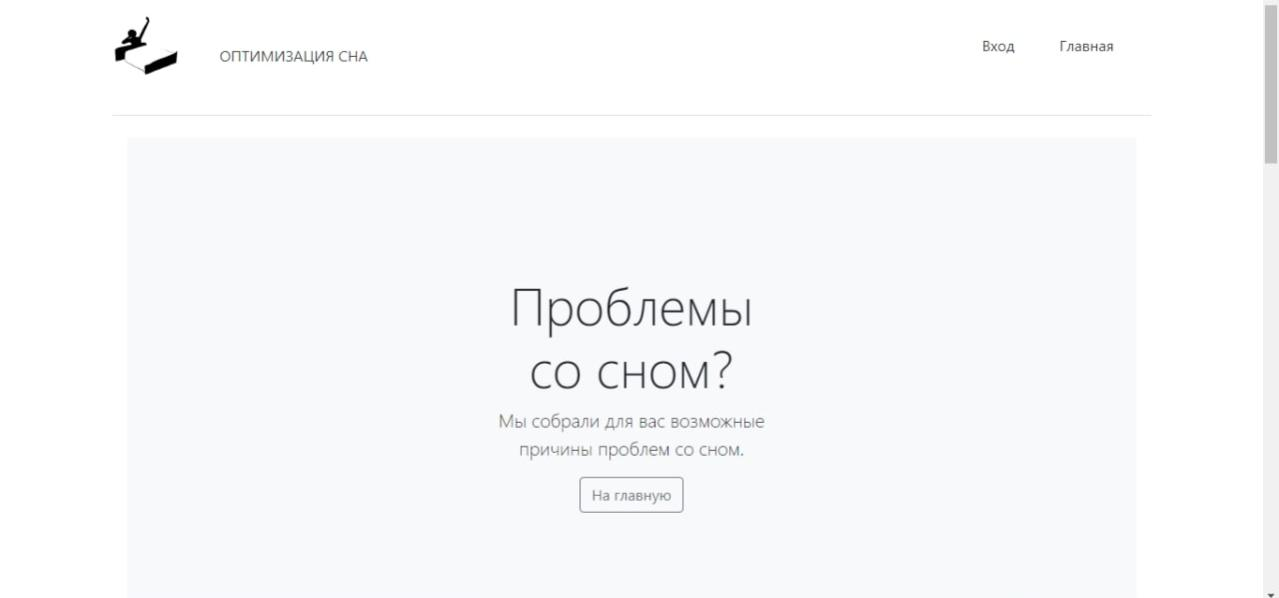 ОПТИМИЗАЦИЯ СНА
Вход
Главная
Проблемы
со сном?
Мы собрали для вас возможные
причины проблем со сном.
На главную